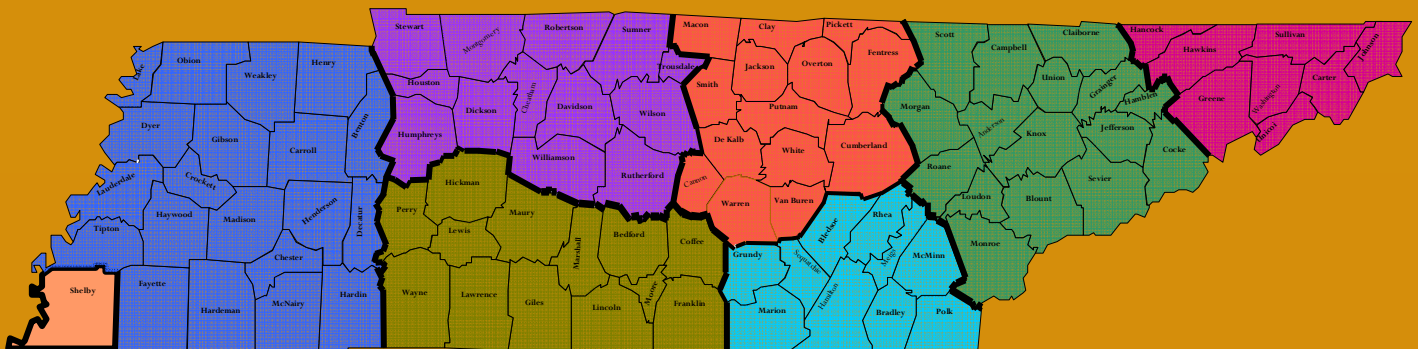 Lake
Obion
Weakley
Henry
Dyer
Gibson
Carroll
Benton
Lauderdale
Crockett
Haywood
Madison
Henderson
Decatur
Tipton
Chester
Shelby
Fayette
Hardeman
McNairy
Hardin
Stewart
Montgomery
Robertson
Sumner
Trousdale
Houston
Dickson
Cheatham
Davidson
Wilson
Humphreys
Williamson
Rutherford
Hickman
Perry
Lewis
Maury
Marshall
Bedford
Coffee
Wayne
Lawrence
Giles
Lincoln
Moore
Franklin
Macon
Clay
Pickett
Smith
Jackson
Overton
Fentress
Putnam
De Kalb
White
Cumberland
Cannon
Warren
Van Buren
Grundy
Sequatchie
Bledsoe
Rhea
Meigs
McMinn
Marion
Hamilton
Bradley
Polk
Scott
Campbell
Claiborne
Morgan
Anderson
Union
Grainger
Hamblen
Knox
Jefferson
Cocke
Roane
Loudon
Blount
Sevier
Monroe
Hancock
Hawkins
Sullivan
Johnson
Greene
Washington
Carter
Unicoi